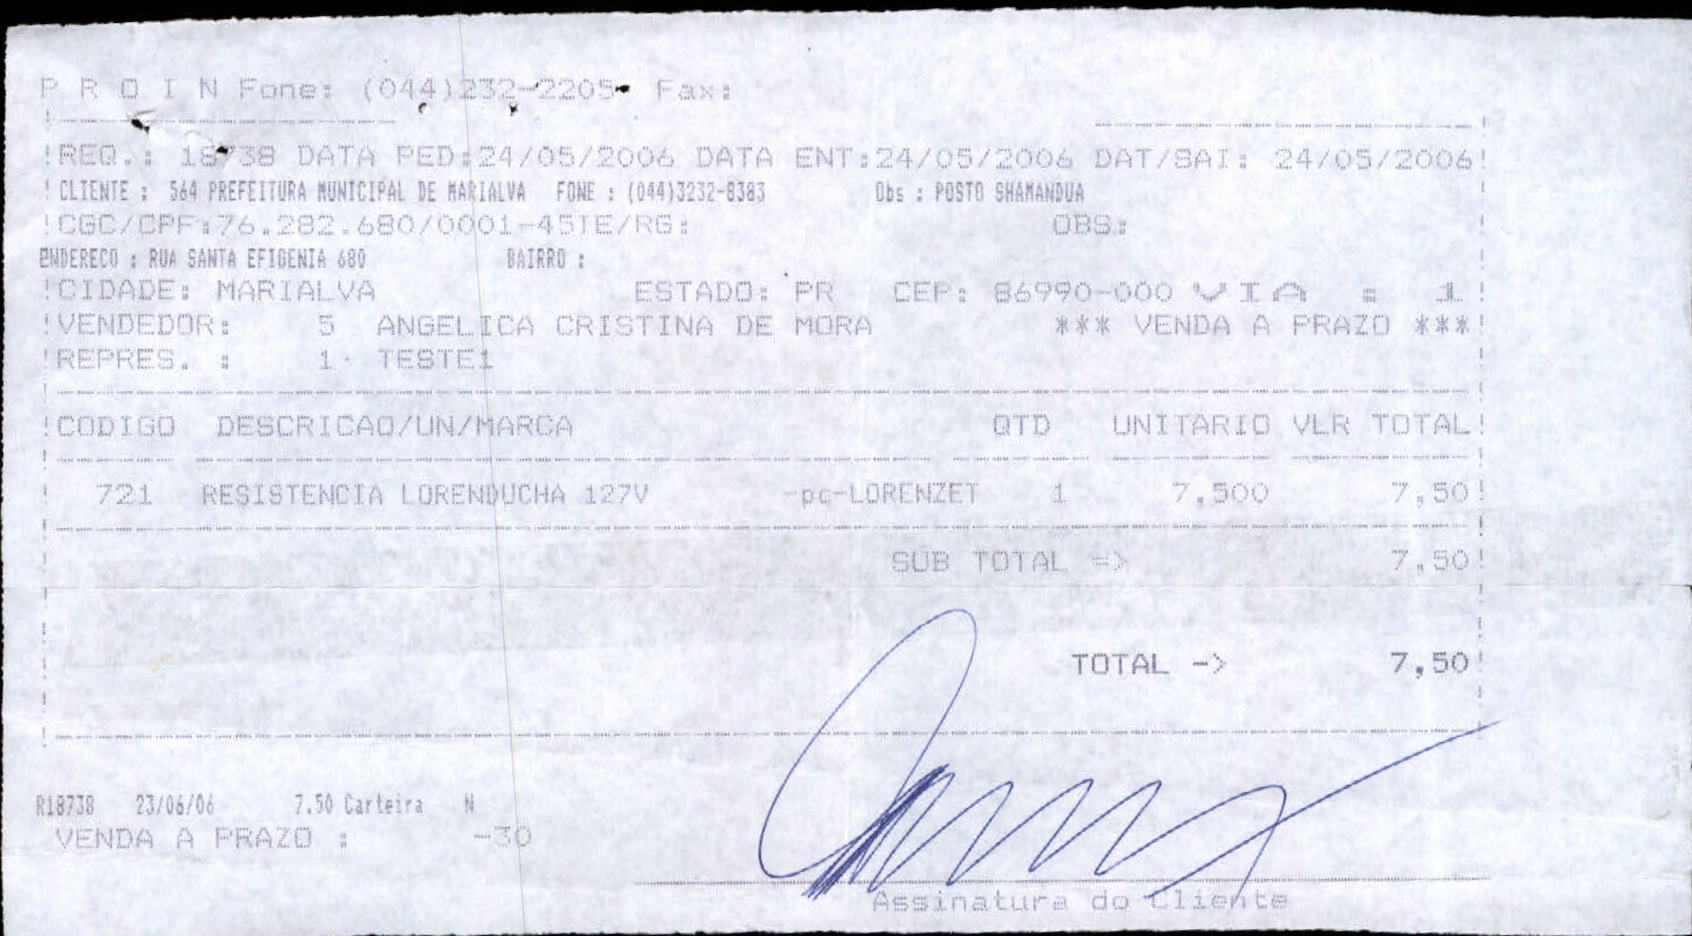 P R O I N Fone: (044)232-2205 Fax:
!REQ.: 18738 DATA PED:24/05/2006 DATA ENT:24/05/2006 DAT/SAI: 24/05/2006!
!CLIENTE : 564 PREFEITURA MUNICIPAL DE MARIALVA FONE : (044)3232-8383 Obs : POSTO SHAMANDUA
!CGC/CPF:76.282.680/0001-45IE/RG: OBS:
ENDERECO : RUA SANTA EFIGENIA 680 BAIRRO :
!CIDADE: MARIALVA ESTADO: PR CEP: 86990-000 VIA : 1!
!VENDEDOR: 5 ANGELICA CRISTINA DE MORA *** VENDA A PRAZO ***!
!REPRES. : 1 TESTE1
!CODIGO DESCRICAO/UN/MARCA QTD UNITARIO VLR TOTAL!
! 721 RESISTENCIA LORENDUCHA 127V -pc-LORENZET 1 7,500 7,50!
SUB TOTAL => 7,50!
TOTAL -> 7,50!
R18738 23/06/06 7.50 Carteira N
VENDA A PRAZO : -30
Assinatura do Cliente